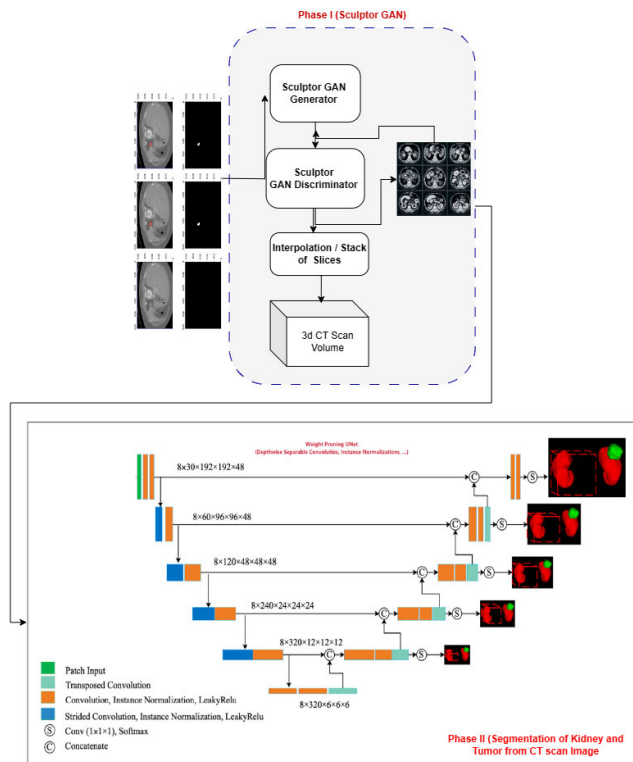 Phase I (Sculptor GAN)
Sculptor GAN
Generator
Sculptor
GAN Discriminator
Interpolation / Stack
of Slices
3d CT Scan
Volume
Weight Pruning UNet
(Depthwise Separable Convolution, Instance Normalizations, ...)
8x30×192×192×48
C
S
8×60×96×96×48
C
S
8×120×48×48×48
C
S
8×240×24×24×24
C
S
8×320×12×12×12
C
S
8×320×6×6×6
Patch Input
Transposed Convolution
Convolution, Instance Normalization, LeakyRelu
Strided Convolution, Instance Normalization, LeakyRelu
S Conv (1×1×1), Softmax
C Concatenate
Phase II (Segmentation of Kidney and
Tumor from CT scan Image